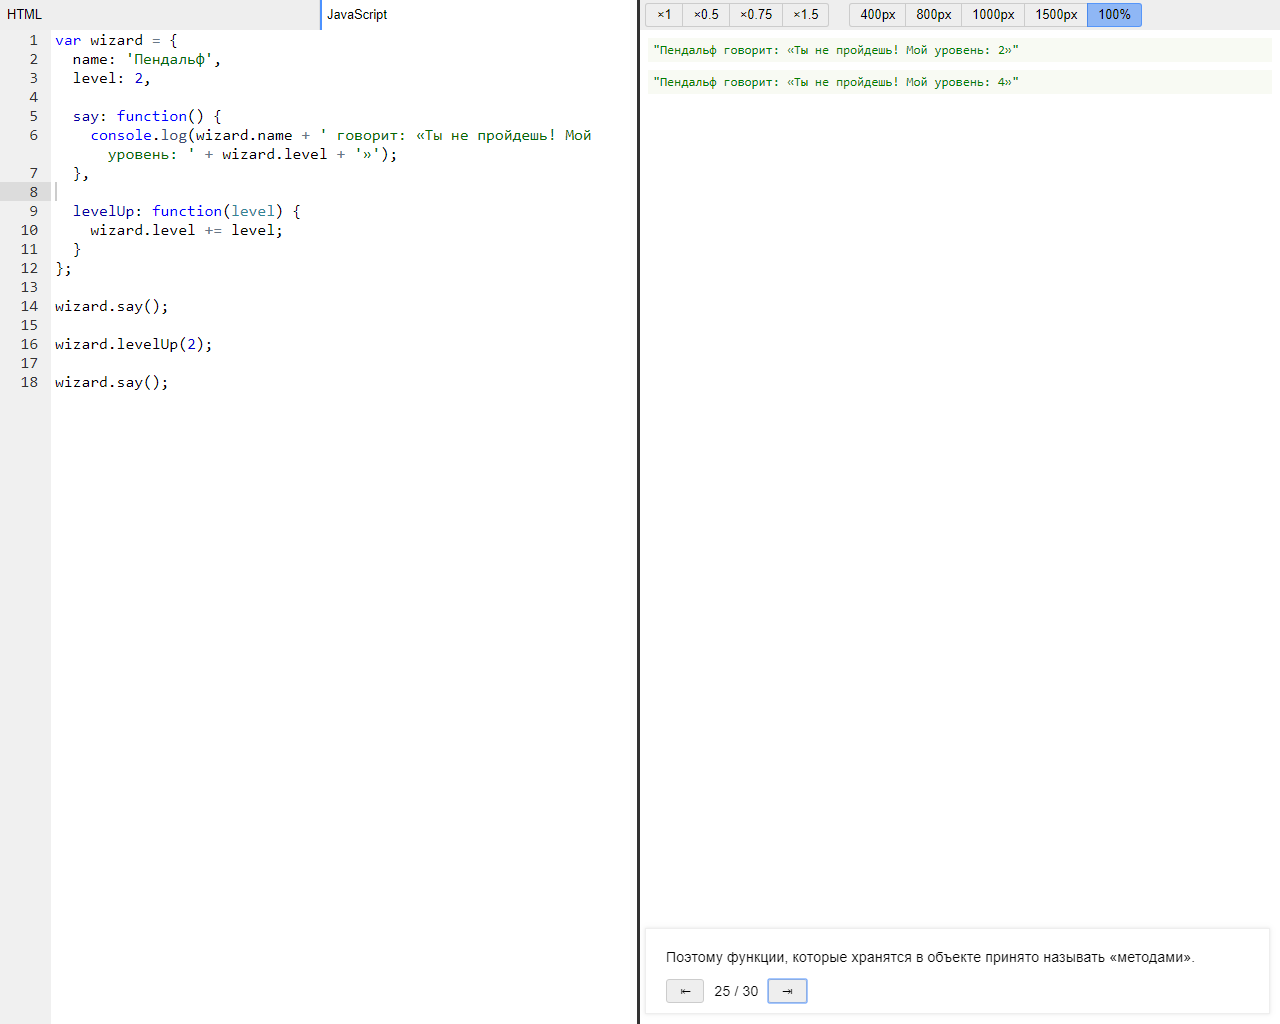 HTML
JavaScript
1 var wizard = {
2 name: 'Пендальф',
3 level: 2,
4
5 say: function() {
6 console.log(wizard.name + ' говорит: «Ты не пройдешь! Мой
уровень: ' + wizard.level + '»');
7 },
8
9 levelUp: function(level) {
10 wizard.level += level;
11 }
12 };
13
14 wizard.say();
15
16 wizard.levelUp(2);
17
18 wizard.say();
×1 ×0.5 ×0.75 ×1.5 400px 800px 1000px 1500px 100%
"Пендальф говорит: «Ты не пройдешь! Мой уровень: 2»"
"Пендальф говорит: «Ты не пройдешь! Мой уровень: 4»"
Поэтому функции, которые хранятся в объекте принято называть «методами».
⇤ 25 / 30 ⇥